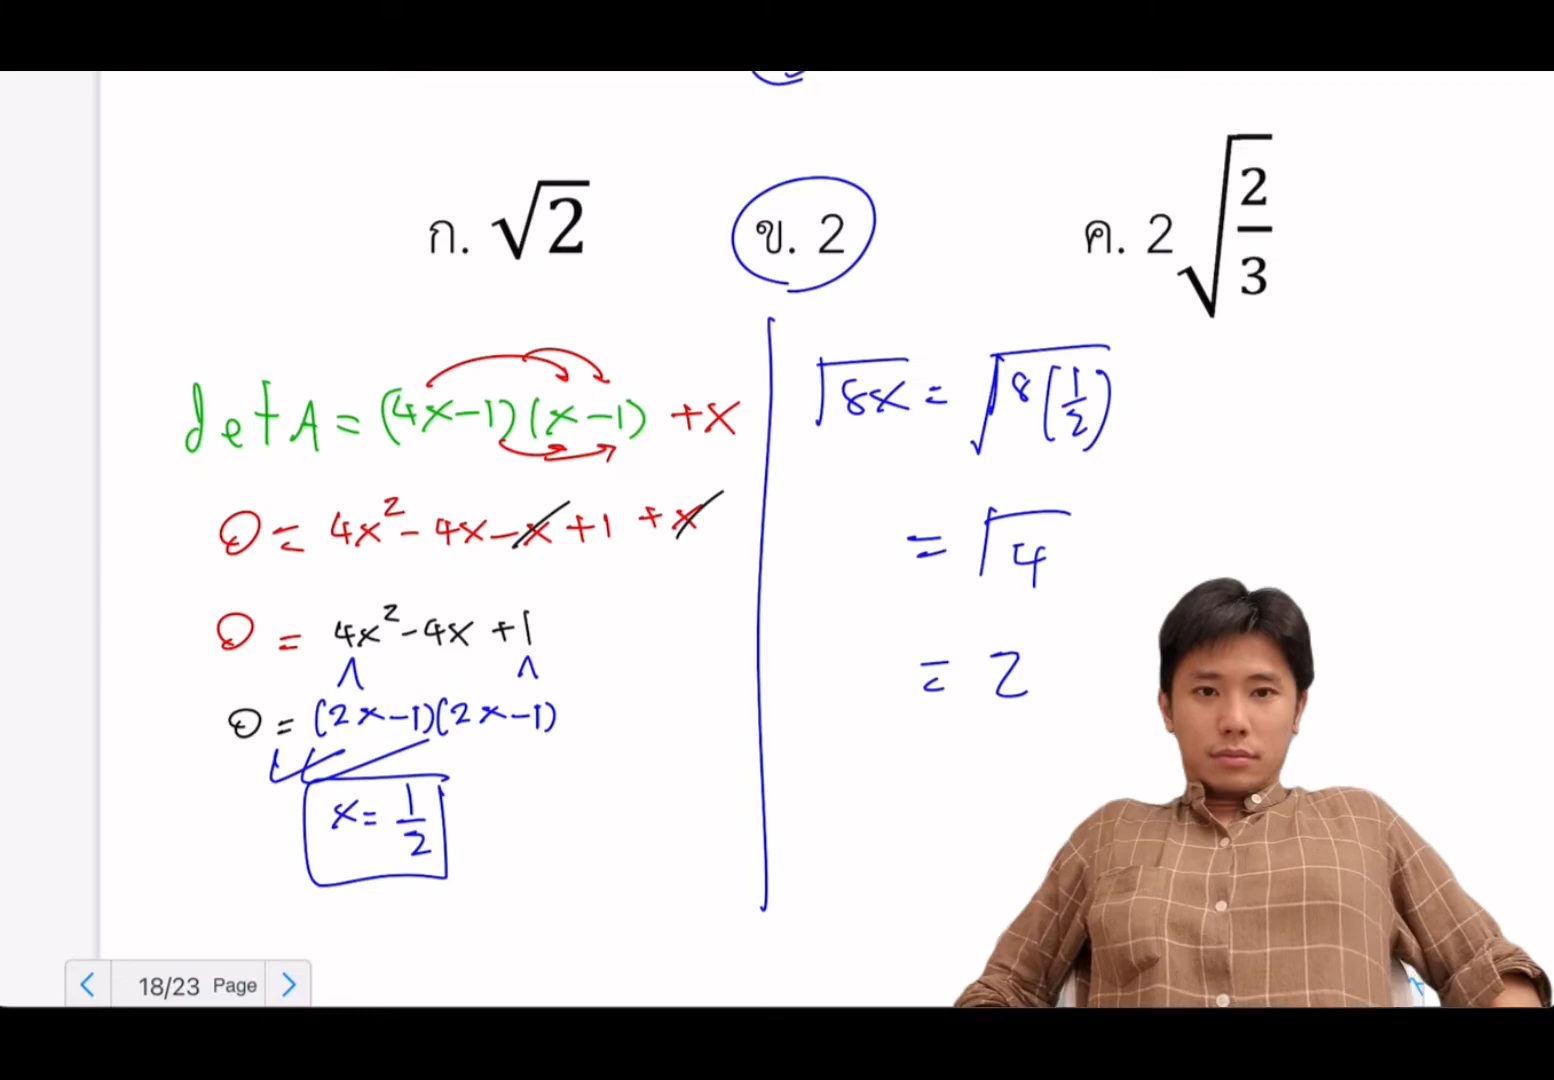 ก. √2
ข. 2
ค. 2√(2/3)
det A = (4x-1)(x-1) +x
0 = 4x² - 4x - x + 1 + x
0 = 4x² - 4x + 1
0 = (2x-1)(2x-1)
x = 1/2
√8x = √8(1/2)
= √4
= 2
18/23 Page